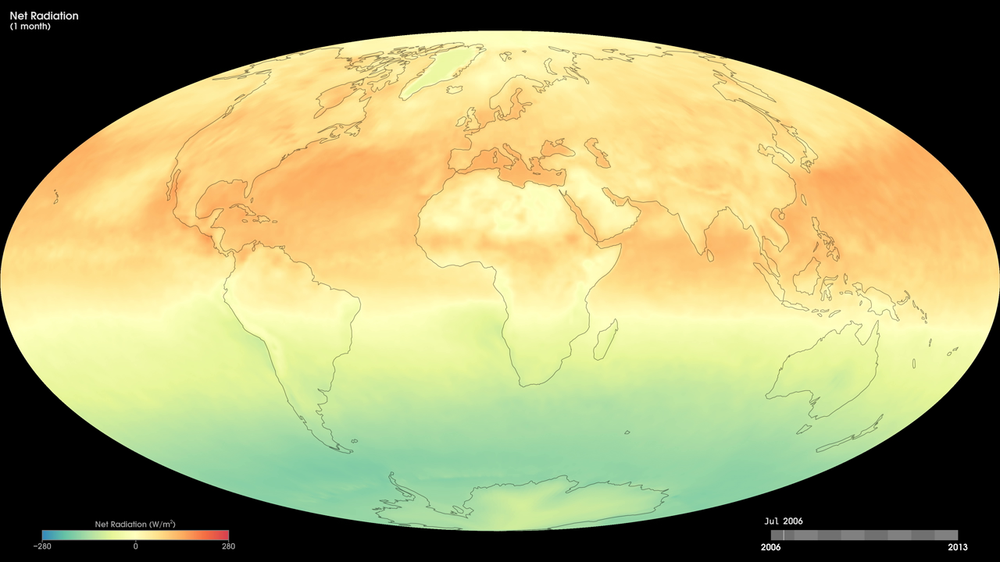 Net Radiation
(1 month)
Net Radiation (W/m²)
−280 0 280
Jul 2006
2006 2013